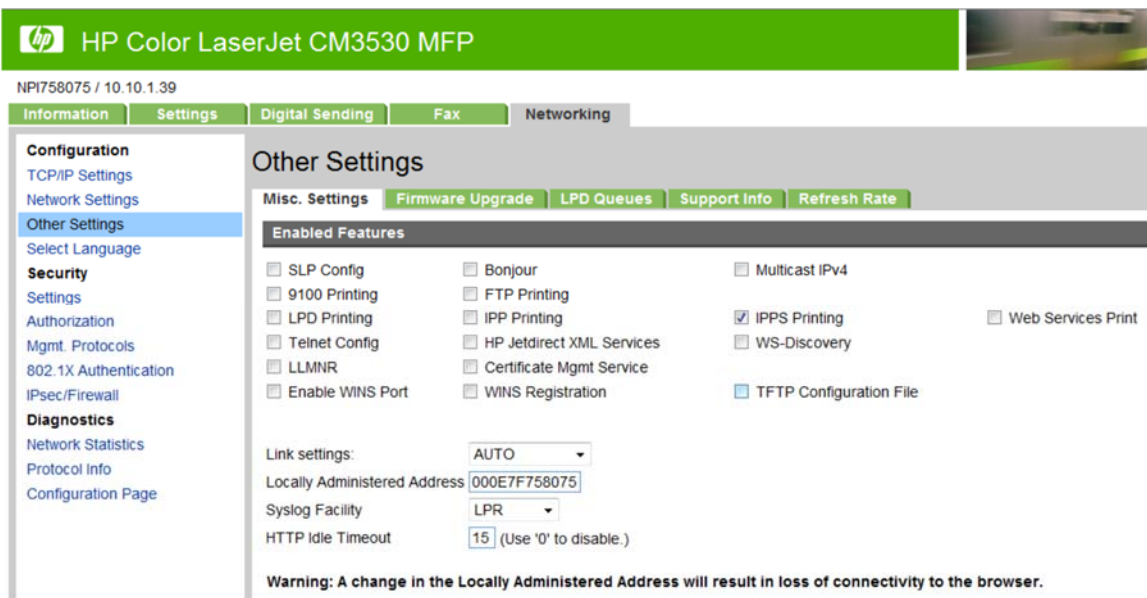 hp HP Color LaserJet CM3530 MFP
NPI758075 / 10.10.1.39
Information Settings Digital Sending Fax Networking
Configuration
TCP/IP Settings
Network Settings
Other Settings
Select Language
Security
Settings
Authorization
Mgmt. Protocols
802.1X Authentication
IPsec/Firewall
Diagnostics
Network Statistics
Protocol Info
Configuration Page
Other Settings
Misc. Settings Firmware Upgrade LPD Queues Support Info Refresh Rate
Enabled Features
SLP Config Bonjour Multicast IPv4
9100 Printing FTP Printing
LPD Printing IPP Printing IPPS Printing Web Services Print
Telnet Config HP Jetdirect XML Services WS-Discovery
LLMNR Certificate Mgmt Service
Enable WINS Port WINS Registration TFTP Configuration File
Link settings: AUTO
Locally Administered Address 000E7F758075
Syslog Facility LPR
HTTP Idle Timeout 15 (Use '0' to disable.)
Warning: A change in the Locally Administered Address will result in loss of connectivity to the browser.